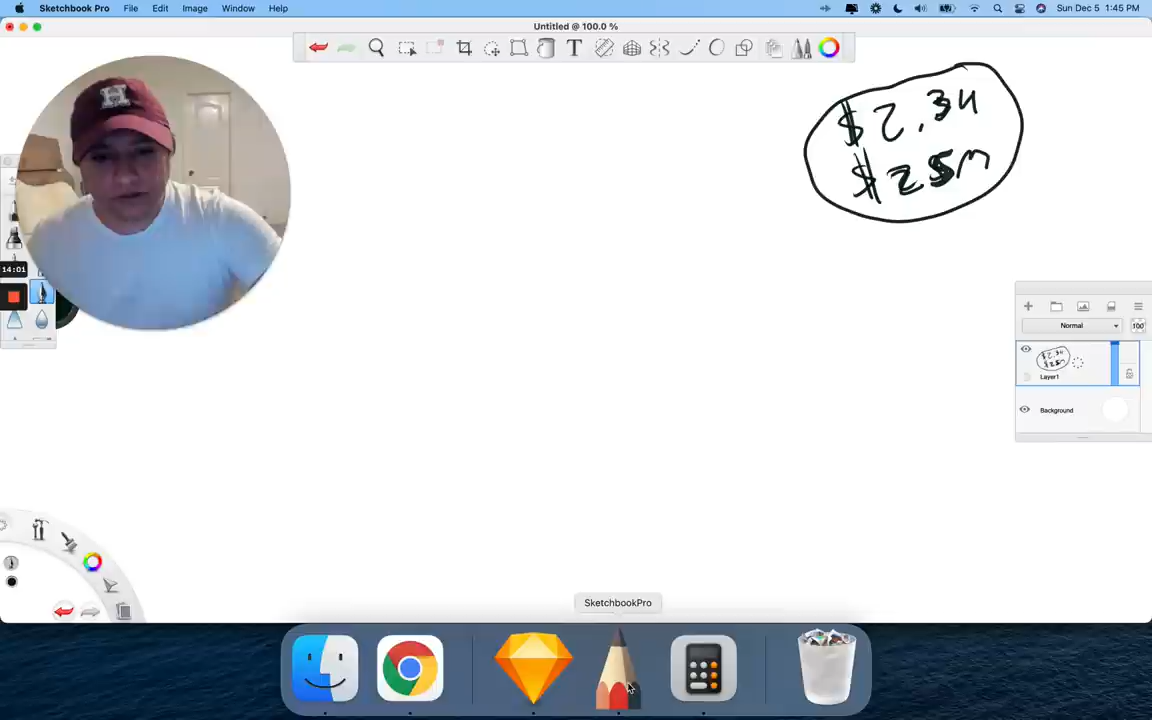 Sketchbook Pro File Edit Image Window Help Sun Dec 5 1:45 PM
Untitled @ 100.0 %
H
$2.34
$25M
14:01
Normal 100
Layer1
Background
SketchbookPro